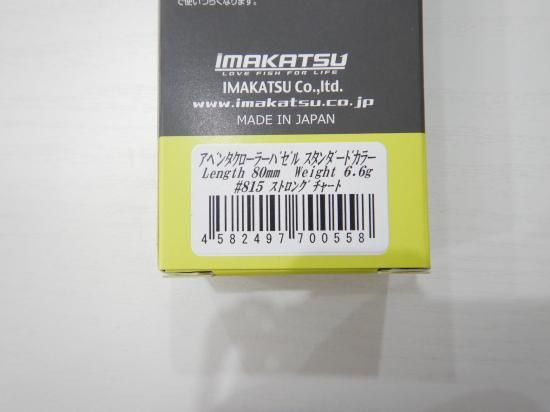 で使いづらくなります。
IMAKATSU
LOVE FISH FOR LIFE
IMAKATSU Co.,ltd.
www.imakatsu.co.jp
MADE IN JAPAN
アベンタクローラーバゼル スタンダードカラー
Length 80mm Weight 6.6g
#815 ストロングチャート
4 582497 700558